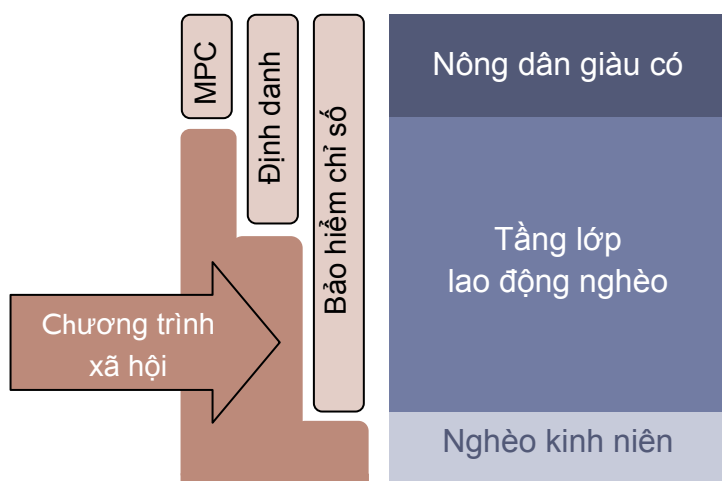 MPC
Định danh
Bảo hiểm chỉ số
Nông dân giàu có
Tầng lớp
lao động nghèo
Nghèo kinh niên
Chương trình
xã hội